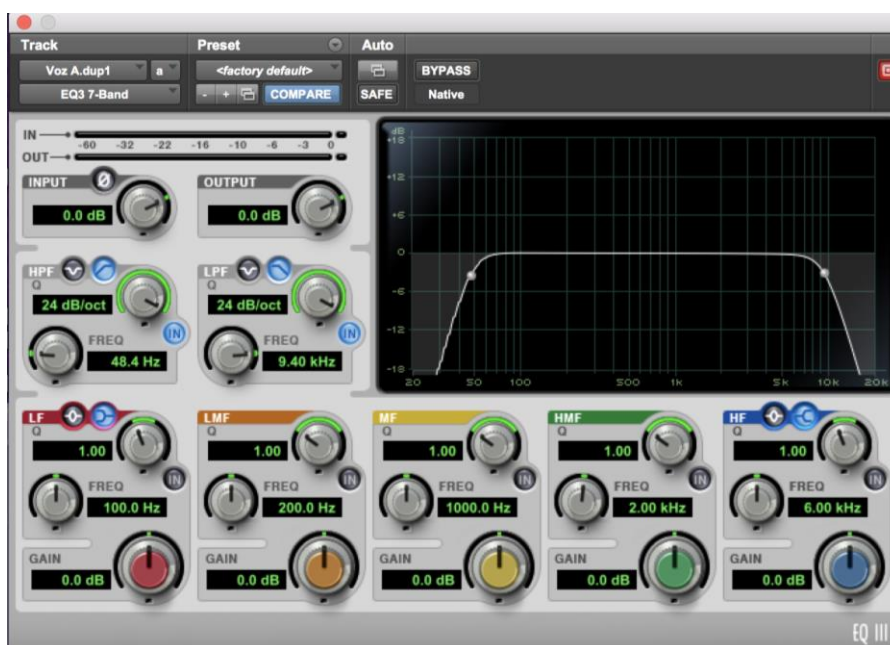 Track Preset Auto
Voz A.dup1 a <factory default> BYPASS
EQ3 7-Band - + COMPARE SAFE Native
IN
-60 -32 -22 -16 -10 -6 -3 0
OUT
INPUT Ø OUTPUT
0.0 dB 0.0 dB
HPF LPF
Q Q
24 dB/oct 24 dB/oct
IN IN
FREQ FREQ
48.4 Hz 9.40 kHz
dB
+18
+12
+6
0
-6
-12
-18
20 50 100 500 1k 5k 10k 20k
LF LMF MF HMF HF
Q Q Q Q Q
1.00 1.00 1.00 1.00 1.00
IN IN IN IN IN
FREQ FREQ FREQ FREQ FREQ
100.0 Hz 200.0 Hz 1000.0 Hz 2.00 kHz 6.00 kHz
GAIN GAIN GAIN GAIN GAIN
0.0 dB 0.0 dB 0.0 dB 0.0 dB 0.0 dB
EQ III